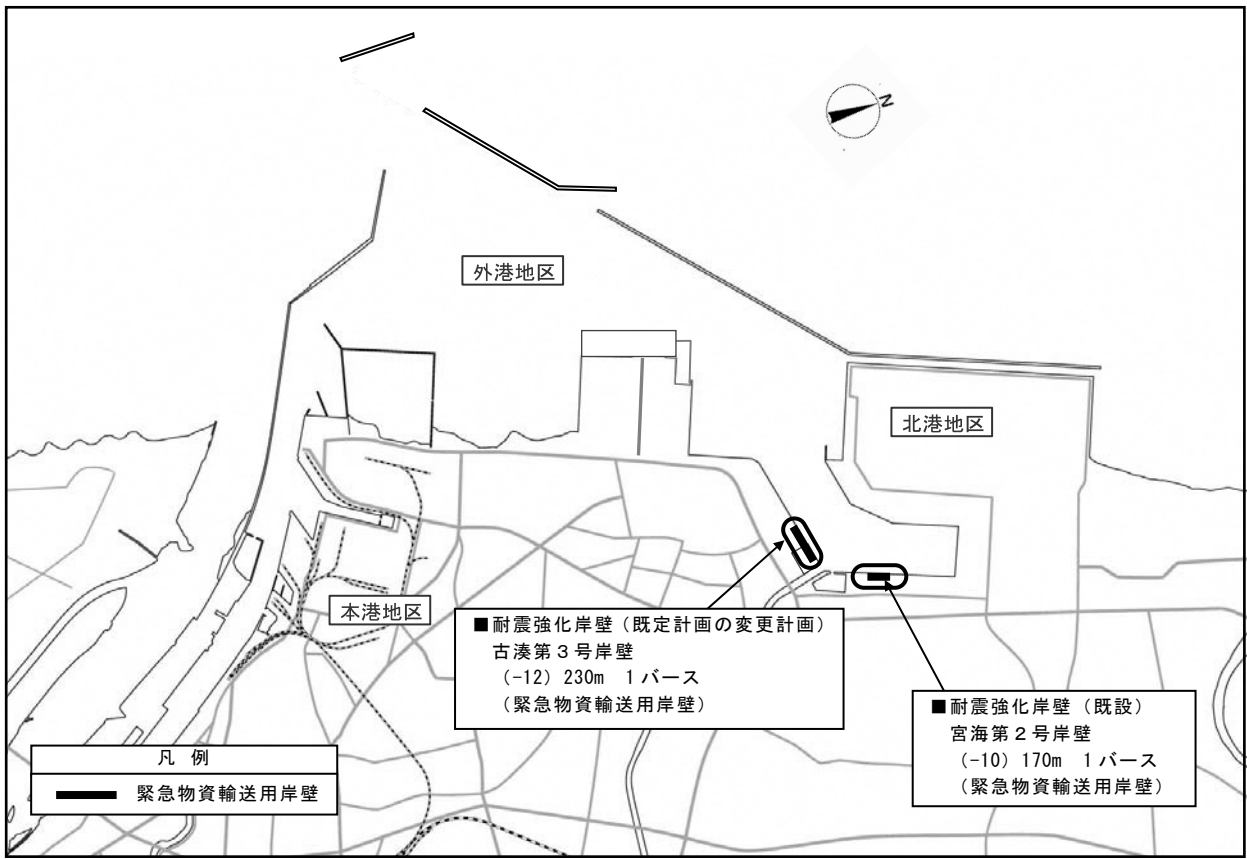 N
外港地区
北港地区
本港地区
■耐震強化岸壁（既定計画の変更計画）
古湊第３号岸壁
（-12）230m　1バース
（緊急物資輸送用岸壁）
■耐震強化岸壁（既設）
宮海第２号岸壁
（-10）170m　1バース
（緊急物資輸送用岸壁）
凡　例
緊急物資輸送用岸壁